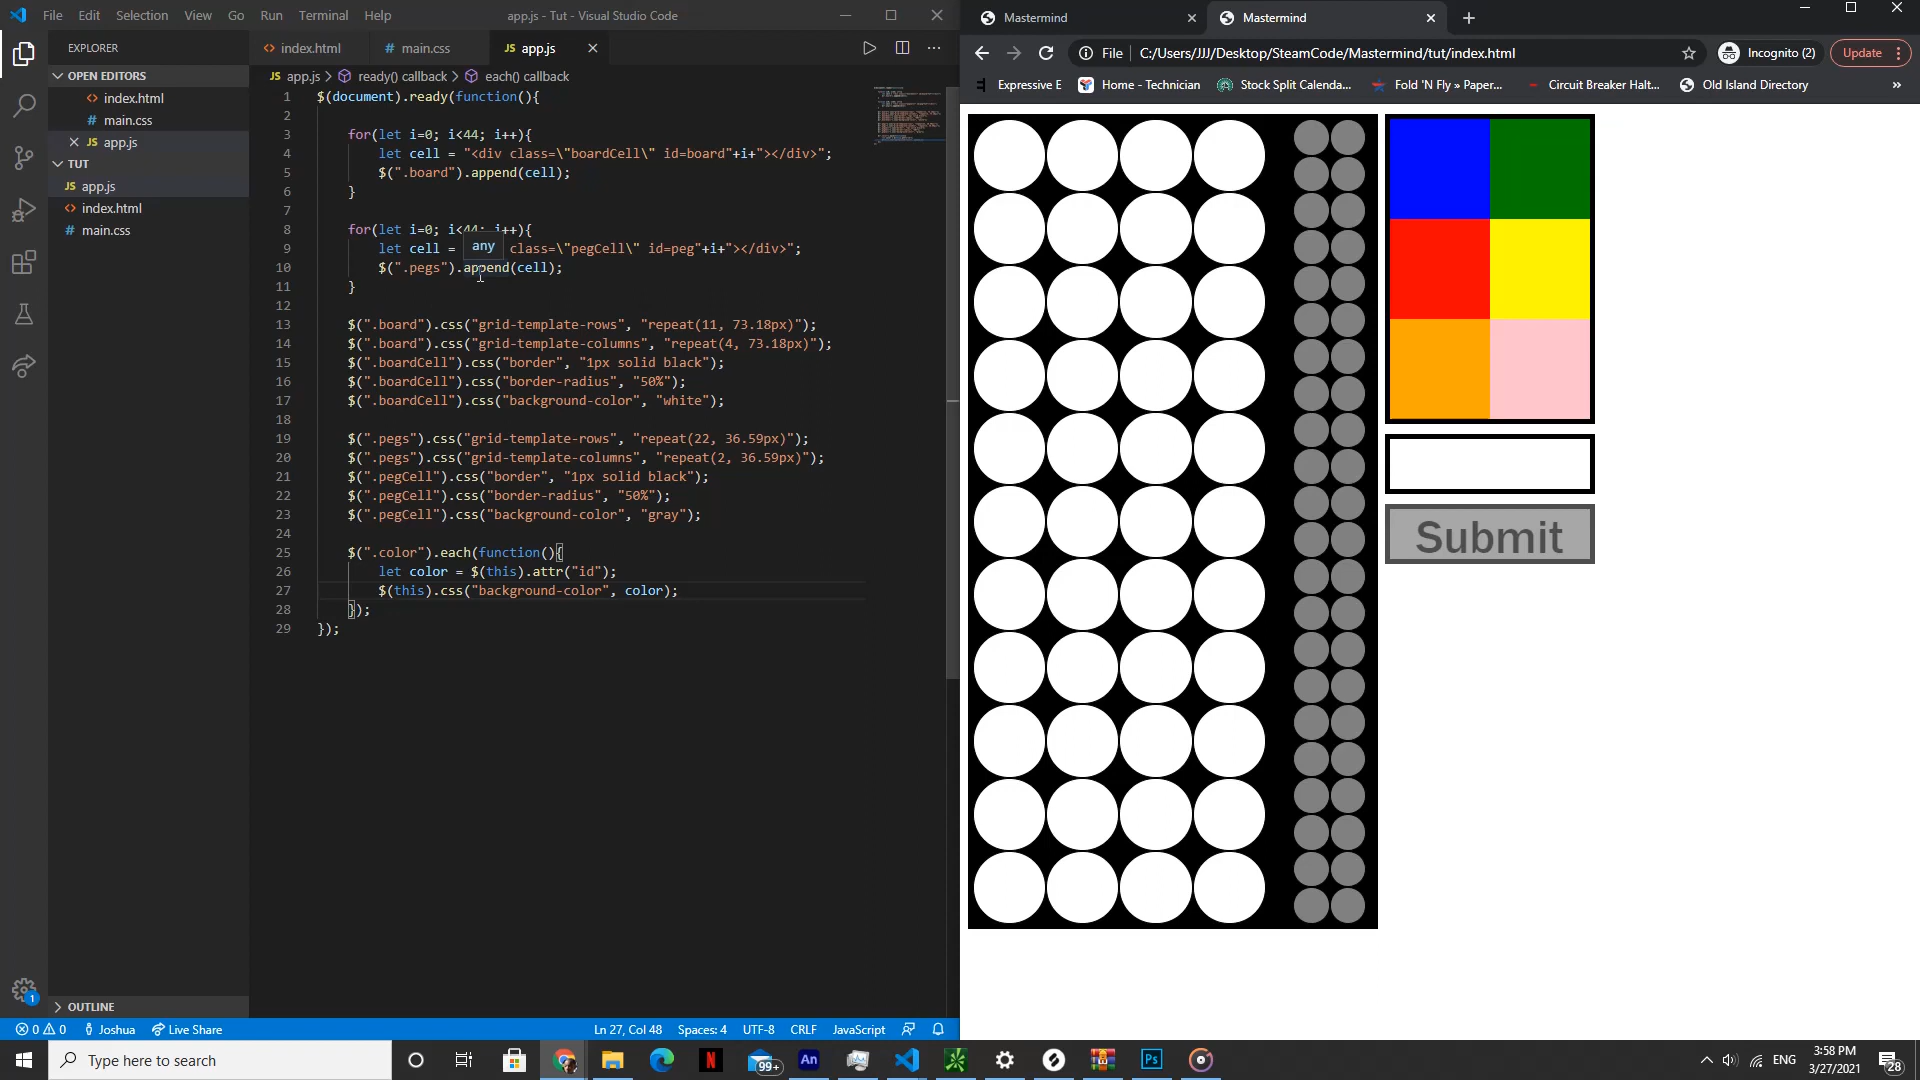 File Edit Selection View Go Run Terminal Help
app.js - Tut - Visual Studio Code
EXPLORER
OPEN EDITORS
<> index.html
# main.css
JS app.js
TUT
JS app.js
<> index.html
# main.css
OUTLINE
<> index.html
# main.css
JS app.js
JS app.js > ready() callback > each() callback
1 $(document).ready(function(){
2
3 for(let i=0; i<44; i++){
4 let cell = "<div class=\"boardCell\" id=board"+i+"></div>";
5 $(".board").append(cell);
6 }
7
8 for(let i=0; i<44; i++){
any
9 let cell = class=\"pegCell\" id=peg"+i+"></div>";
10 $(".pegs").append(cell);
11 }
12
13 $(".board").css("grid-template-rows", "repeat(11, 73.18px)");
14 $(".board").css("grid-template-columns", "repeat(4, 73.18px)");
15 $(".boardCell").css("border", "1px solid black");
16 $(".boardCell").css("border-radius", "50%");
17 $(".boardCell").css("background-color", "white");
18
19 $(".pegs").css("grid-template-rows", "repeat(22, 36.59px)");
20 $(".pegs").css("grid-template-columns", "repeat(2, 36.59px)");
21 $(".pegCell").css("border", "1px solid black");
22 $(".pegCell").css("border-radius", "50%");
23 $(".pegCell").css("background-color", "gray");
24
25 $(".color").each(function(){
26 let color = $(this).attr("id");
27 $(this).css("background-color", color);
28 });
29 });
0 0 Joshua Live Share
Ln 27, Col 48 Spaces: 4 UTF-8 CRLF JavaScript
1
Mastermind
Mastermind
File C:/Users/JJJ/Desktop/SteamCode/Mastermind/tut/index.html
Incognito (2)
Update
Expressive E Home - Technician Stock Split Calenda... Fold 'N Fly » Paper... Circuit Breaker Halt... Old Island Directory »
Submit
Type here to search
N
99+
An
Ps
ENG
3:58 PM
3/27/2021
28